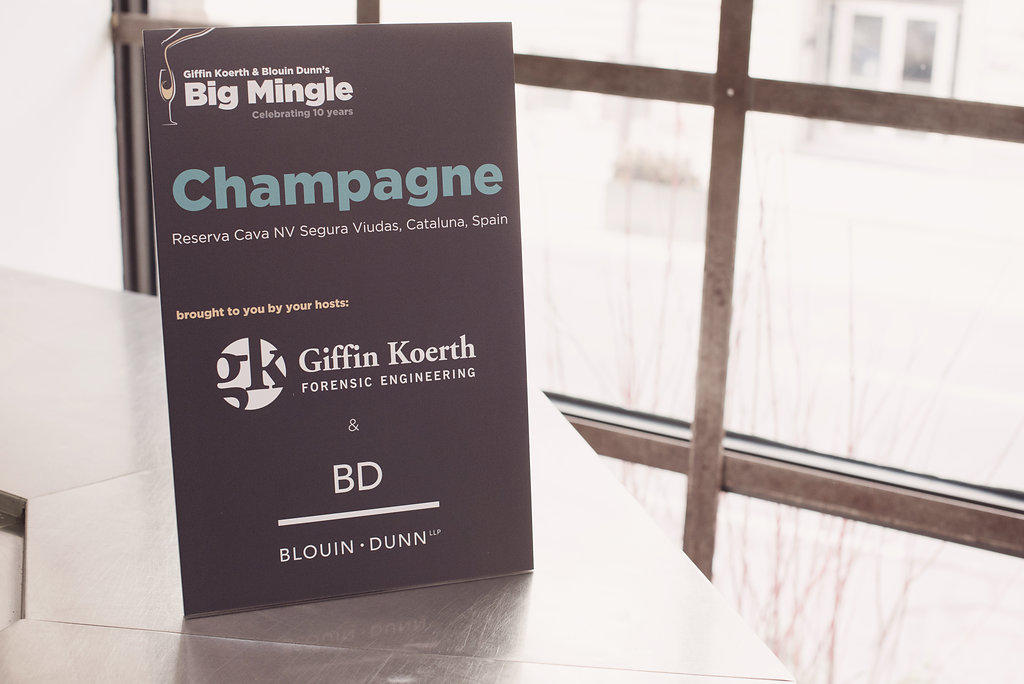 Giffin Koerth & Blouin Dunn's
Big Mingle
Celebrating 10 years
Champagne
Reserva Cava NV Segura Viudas, Cataluna, Spain
brought to you by your hosts:
gk Giffin Koerth
FORENSIC ENGINEERING
&
BD
BLOUIN · DUNN LLP